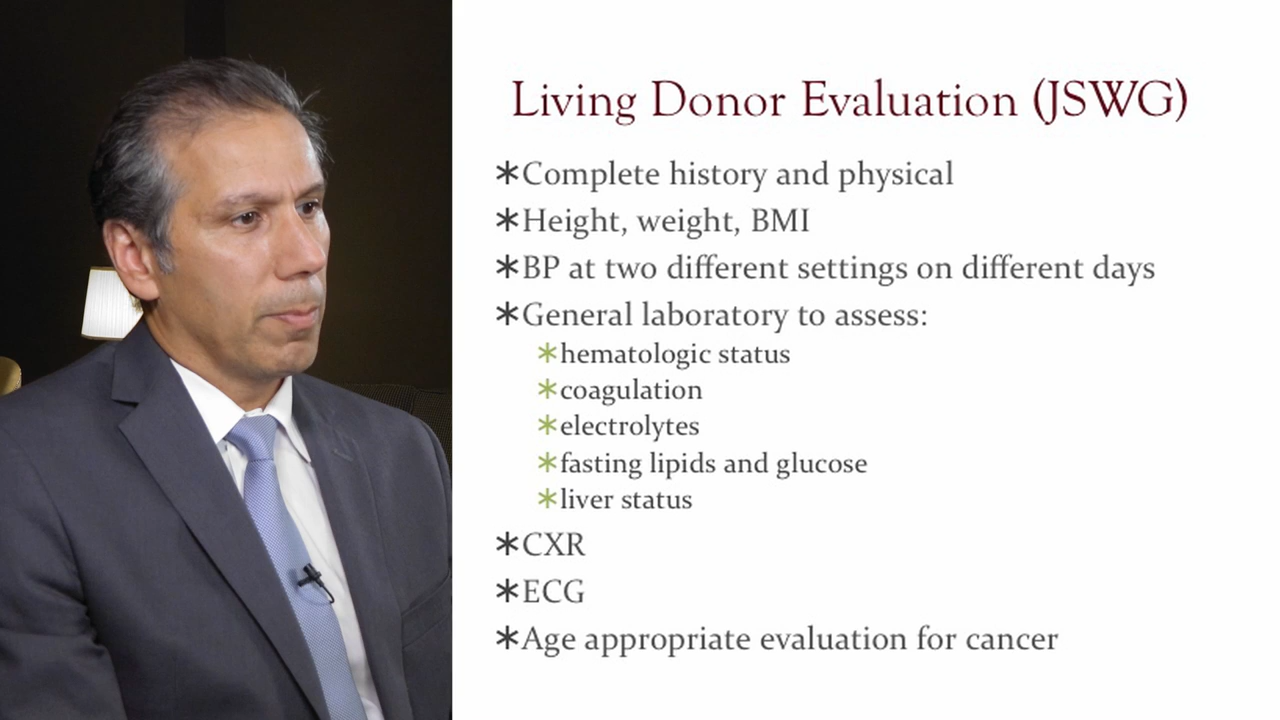 Living Donor Evaluation (JSWG)
*Complete history and physical
*Height, weight, BMI
*BP at two different settings on different days
*General laboratory to assess:
*hematologic status
*coagulation
*electrolytes
*fasting lipids and glucose
*liver status
*CXR
*ECG
*Age appropriate evaluation for cancer